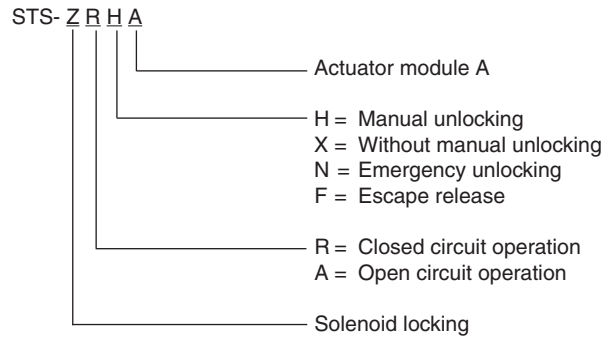 STS- Z R H A
Actuator module A
H = Manual unlocking
X = Without manual unlocking
N = Emergency unlocking
F = Escape release
R = Closed circuit operation
A = Open circuit operation
Solenoid locking